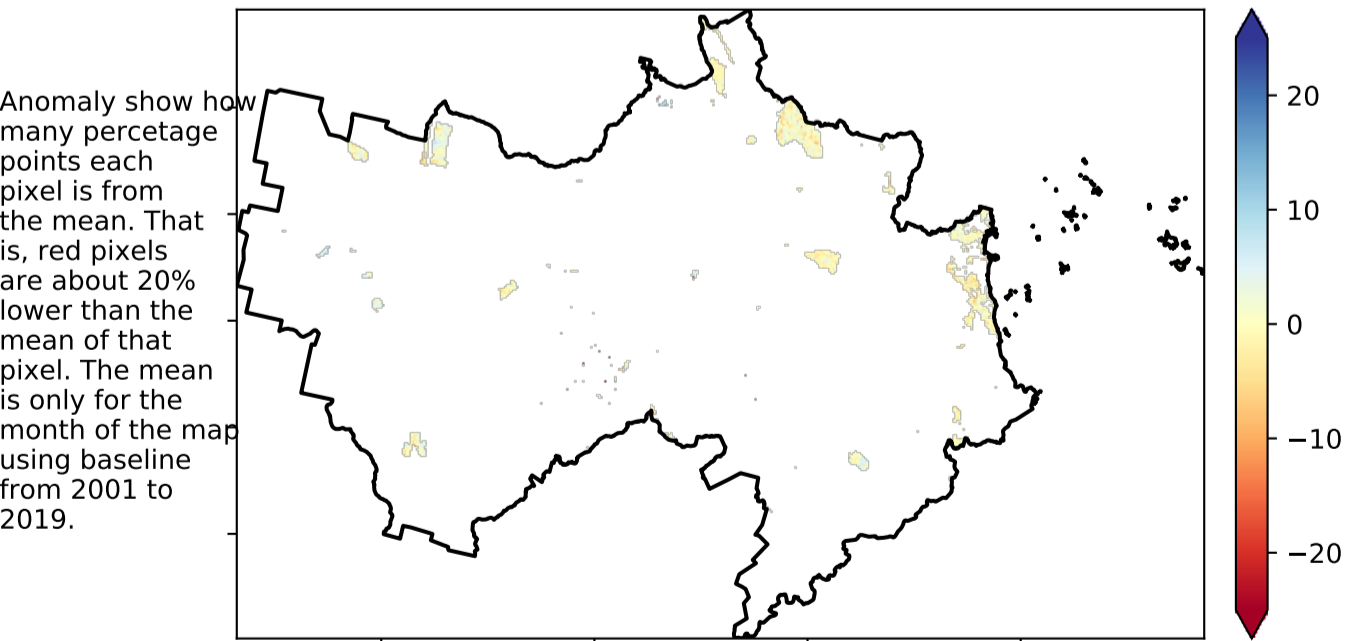 Anomaly show how
many percetage
points each
pixel is from
the mean. That
is, red pixels
are about 20%
lower than the
mean of that
pixel. The mean
is only for the
month of the map
using baseline
from 2001 to
2019.
20
10
0
−10
−20